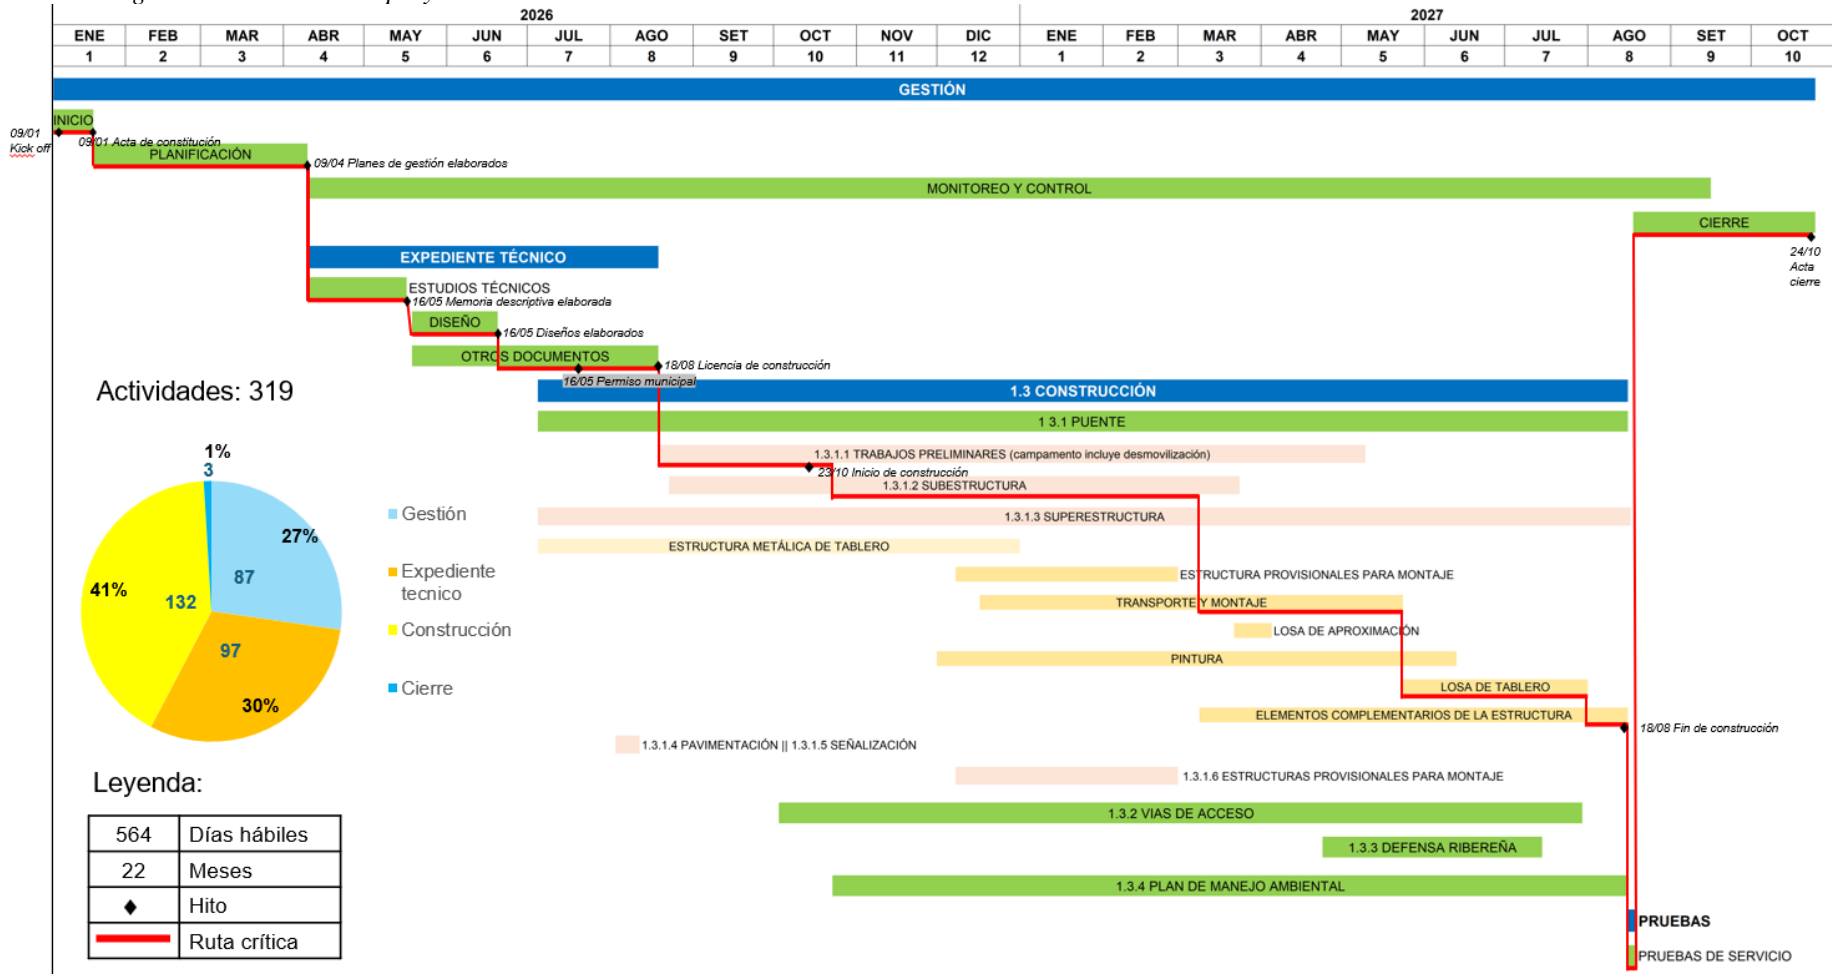 2026 2027
ENE FEB MAR ABR MAY JUN JUL AGO SET OCT NOV DIC ENE FEB MAR ABR MAY JUN JUL AGO SET OCT
1 2 3 4 5 6 7 8 9 10 11 12 1 2 3 4 5 6 7 8 9 10
GESTIÓN
INICIO
09/01
Kick off
09/01 Acta de constitución
PLANIFICACIÓN
09/04 Planes de gestión elaborados
MONITOREO Y CONTROL
CIERRE
24/10
Acta
cierre
EXPEDIENTE TÉCNICO
ESTUDIOS TÉCNICOS
16/05 Memoria descriptiva elaborada
DISEÑO
16/05 Diseños elaborados
OTROS DOCUMENTOS
18/08 Licencia de construcción
16/05 Permiso municipal
1.3 CONSTRUCCIÓN
1 3.1 PUENTE
1.3.1.1 TRABAJOS PRELIMINARES (campamento incluye desmovilización)
23/10 Inicio de construcción
1.3.1.2 SUBESTRUCTURA
1.3.1.3 SUPERESTRUCTURA
ESTRUCTURA METÁLICA DE TABLERO
ESTRUCTURA PROVISIONALES PARA MONTAJE
TRANSPORTE Y MONTAJE
LOSA DE APROXIMACIÓN
PINTURA
LOSA DE TABLERO
ELEMENTOS COMPLEMENTARIOS DE LA ESTRUCTURA
18/08 Fin de construcción
1.3.1.4 PAVIMENTACIÓN || 1.3.1.5 SEÑALIZACIÓN
1.3.1.6 ESTRUCTURAS PROVISIONALES PARA MONTAJE
1.3.2 VIAS DE ACCESO
1.3.3 DEFENSA RIBEREÑA
1.3.4 PLAN DE MANEJO AMBIENTAL
PRUEBAS
PRUEBAS DE SERVICIO
Actividades: 319
1%
3
27%
87
41%
132
97
30%
Gestión
Expediente
tecnico
Construcción
Cierre
Leyenda:
564 Días hábiles
22 Meses
Hito
Ruta crítica